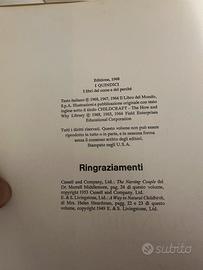 Edizione, 1968
I QUINDICI
I libri del come e del perché
Testo italiano © 1968, 1967, 1964 Il Libro del Mondo,
S.p.A. Illustrazioni e pubblicazione originale con testo
inglese sotto il titolo CHILDCRAFT - The How and
Why Library © 1968, 1965, 1964 Field Enterprises
Educational Corporation
Tutti i diritti riservati. Questo volume non può essere
riprodotto in tutto o in parte, e in nessuna forma
senza il consenso scritto degli editori.
Stampato negli U.S.A.
Ringraziamenti
Cassell and Company, Ltd.: The Nursing Couple del
Dr. Merrell Middlemore, pag. 24 di questo volume,
copyright 1953 Cassell and Company, Ltd.
E. & S. Livingstone, Ltd.: A Way to Natural Childbirth,
di Mrs. Helen Heardman, pagg. 22 e 23 di questo
volume, copyright 1949 E. & S. Livingstone, Ltd.
subito